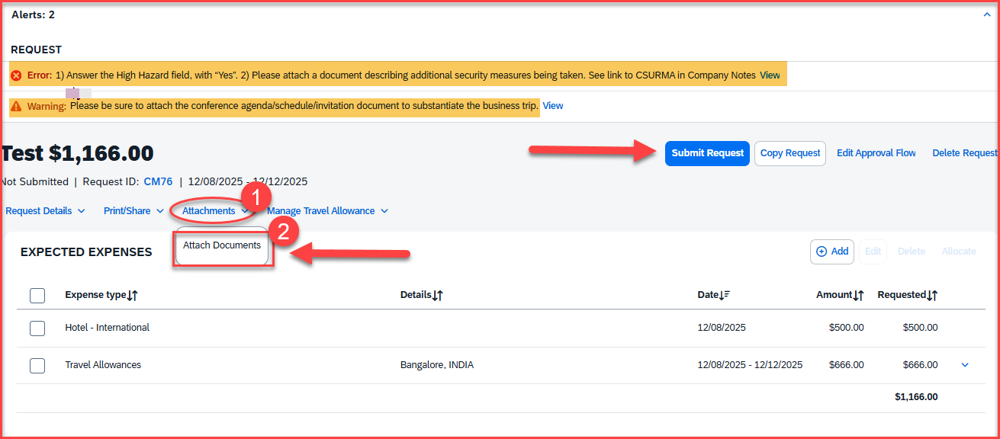 Alerts: 2
REQUEST
Error: 1) Answer the High Hazard field, with “Yes”. 2) Please attach a document describing additional security measures being taken. See link to CSURMA in Company Notes View
Warning: Please be sure to attach the conference agenda/schedule/invitation document to substantiate the business trip. View
Test $1,166.00
Submit Request Copy Request Edit Approval Flow Delete Request
Not Submitted | Request ID: CM76 | 12/08/2025 - 12/12/2025
1
Request Details Print/Share Attachments Manage Travel Allowance
2
Attach Documents
EXPECTED EXPENSES Add Edit Delete Allocate
Expense type Details Date Amount Requested
Hotel - International 12/08/2025 $500.00 $500.00
Travel Allowances Bangalore, INDIA 12/08/2025 - 12/12/2025 $666.00 $666.00
$1,166.00